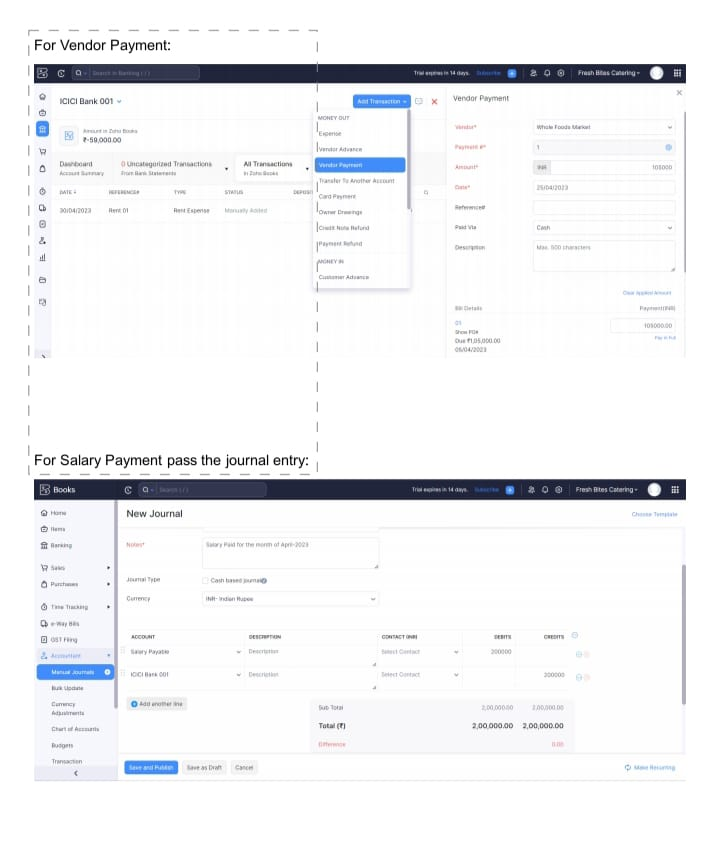 For Vendor Payment:
Search in Banking ( / )
Trial expires in 14 days. Subscribe
Fresh Bites Catering
ICICI Bank 001
Add Transaction
Amount in Zoho Books
₹-59,000.00
Dashboard
Account Summary
0 Uncategorized Transactions
From Bank Statements
All Transactions
In Zoho Books
DATE
REFERENCE#
TYPE
STATUS
30/04/2023
Rent 01
Rent Expense
Manually Added
MONEY OUT
Expense
Vendor Advance
Vendor Payment
Transfer To Another Account
Card Payment
Owner Drawings
Credit Note Refund
Payment Refund
MONEY IN
Customer Advance
Vendor Payment
Vendor*
Whole Foods Market
Payment #*
1
Amount*
INR
105000
Date*
25/04/2023
Reference#
Paid Via
Cash
Description
Max. 500 characters
Clear Applied Amount
Bill Details
Payment(INR)
01
Show PO#
Due ₹1,05,000.00
05/04/2023
105000.00
Pay in Full
For Salary Payment pass the journal entry:
Books
Search ( / )
Trial expires in 14 days. Subscribe
Fresh Bites Catering
Home
Items
Banking
Sales
Purchases
Time Tracking
e-Way Bills
GST Filing
Accountant
Manual Journals
Bulk Update
Currency
Adjustments
Chart of Accounts
Budgets
Transaction
New Journal
Choose Template
Notes*
Salary Paid for the month of April-2023
Journal Type
Cash based journal
Currency
INR- Indian Rupee
ACCOUNT
DESCRIPTION
CONTACT (INR)
DEBITS
CREDITS
Salary Payable
Description
Select Contact
200000
ICICI Bank 001
Description
Select Contact
200000
Add another line
Sub Total
2,00,000.00
2,00,000.00
Total (₹)
2,00,000.00
2,00,000.00
Difference
0.00
Save and Publish
Save as Draft
Cancel
Make Recurring